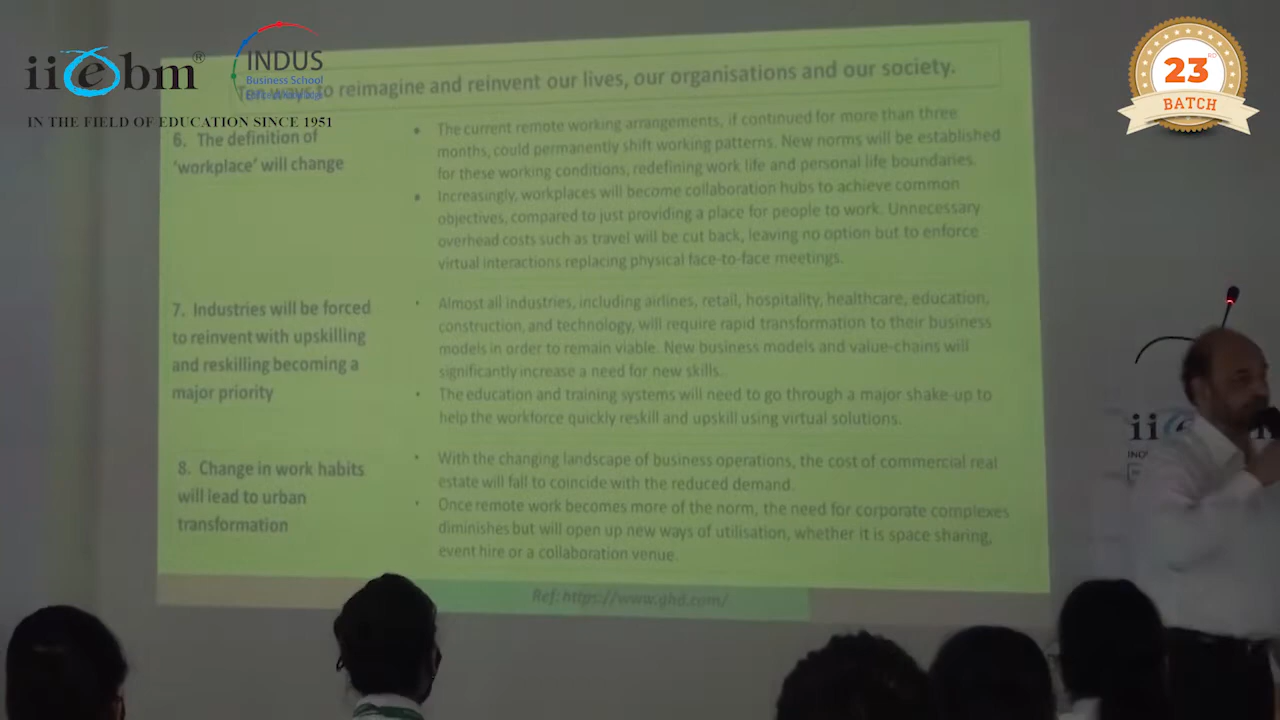 iiebm®
INDUS
Business School
IN THE FIELD OF EDUCATION SINCE 1951
23RD
BATCH
Ten ways to reimagine and reinvent our lives, our organisations and our society.
6. The definition of
'workplace' will change
• The current remote working arrangements, if continued for more than three
months, could permanently shift working patterns. New norms will be established
for these working conditions, redefining work life and personal life boundaries.
• Increasingly, workplaces will become collaboration hubs to achieve common
objectives, compared to just providing a place for people to work. Unnecessary
overhead costs such as travel will be cut back, leaving no option but to enforce
virtual interactions replacing physical face-to-face meetings.
7. Industries will be forced
to reinvent with upskilling
and reskilling becoming a
major priority
• Almost all industries, including airlines, retail, hospitality, healthcare, education,
construction, and technology, will require rapid transformation to their business
models in order to remain viable. New business models and value-chains will
significantly increase a need for new skills.
• The education and training systems will need to go through a major shake-up to
help the workforce quickly reskill and upskill using virtual solutions.
8. Change in work habits
will lead to urban
transformation
• With the changing landscape of business operations, the cost of commercial real
estate will fall to coincide with the reduced demand.
• Once remote work becomes more of the norm, the need for corporate complexes
diminishes but will open up new ways of utilisation, whether it is space sharing,
event hire or a collaboration venue.
Ref: https://www.ghd.com/